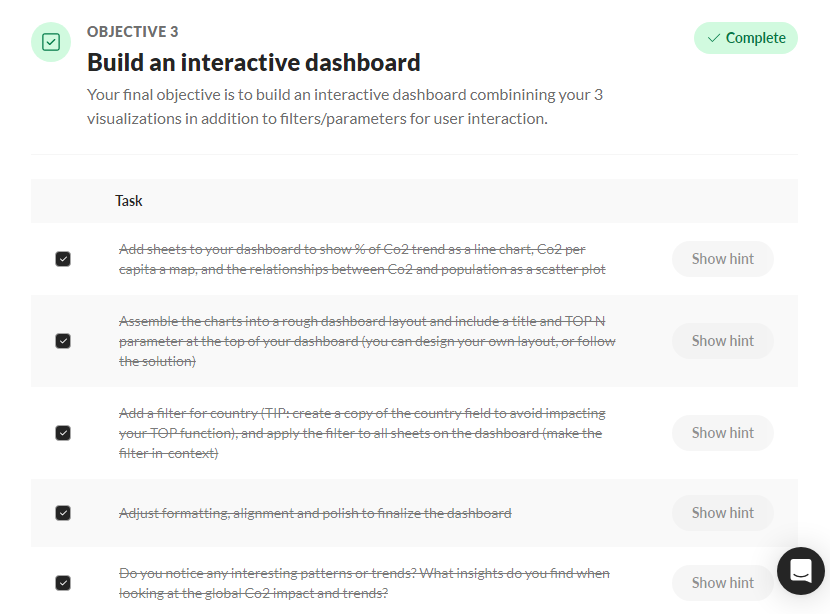 OBJECTIVE 3
Complete
Build an interactive dashboard
Your final objective is to build an interactive dashboard combinining your 3
visualizations in addition to filters/parameters for user interaction.
Task
Add sheets to your dashboard to show % of Co2 trend as a line chart, Co2 per
capita a map, and the relationships between Co2 and population as a scatter plot
Show hint
Assemble the charts into a rough dashboard layout and include a title and TOP N
parameter at the top of your dashboard (you can design your own layout, or follow
the solution)
Show hint
Add a filter for country (TIP: create a copy of the country field to avoid impacting
your TOP function), and apply the filter to all sheets on the dashboard (make the
filter in-context)
Show hint
Adjust formatting, alignment and polish to finalize the dashboard
Show hint
Do you notice any interesting patterns or trends? What insights do you find when
looking at the global Co2 impact and trends?
Show hint